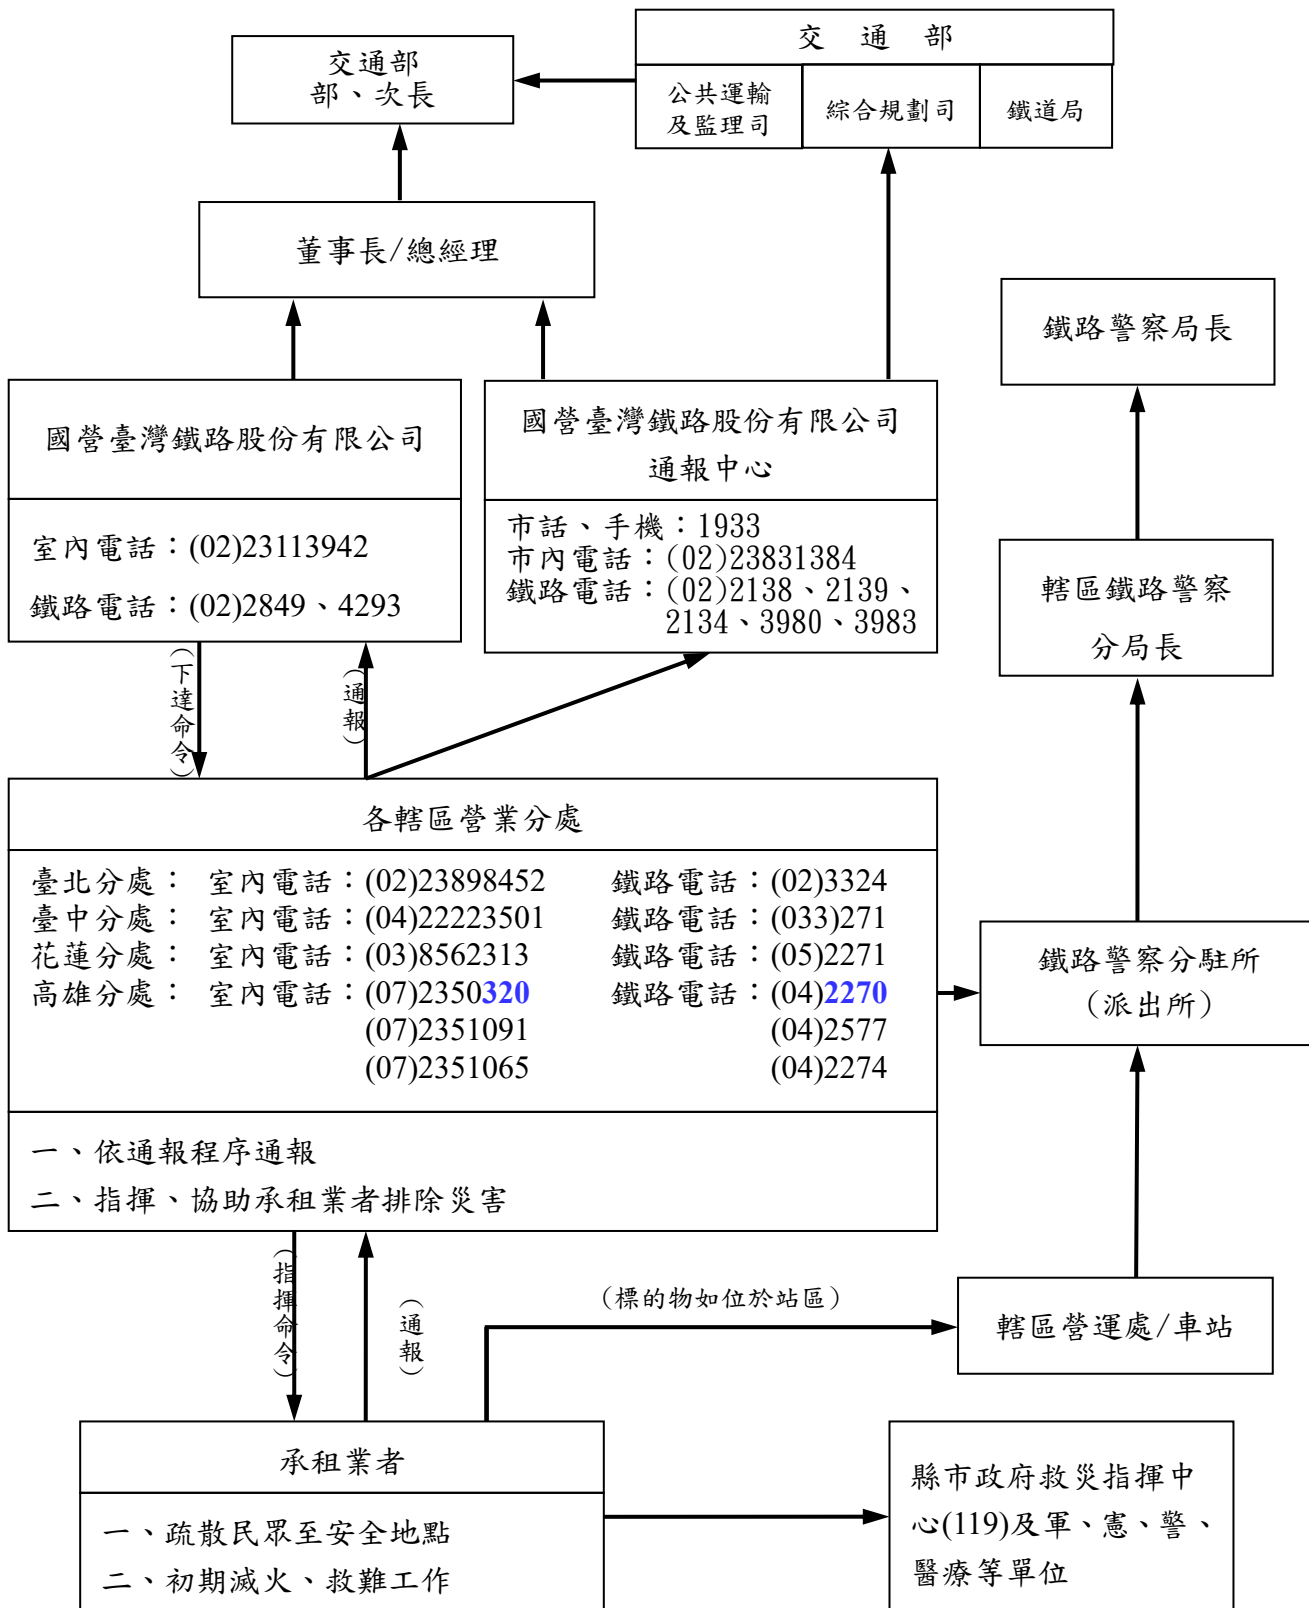 交通部
部、次長
交 通 部
公共運輸
及監理司
綜合規劃司
鐵道局
董事長/總經理
鐵路警察局長
國營臺灣鐵路股份有限公司
室內電話：(02)23113942
鐵路電話：(02)2849、4293
國營臺灣鐵路股份有限公司
通報中心
市話、手機：1933
市內電話：(02)23831384
鐵路電話：(02)2138、2139、
2134、3980、3983
轄區鐵路警察
分局長
(下達命令)
(通報)
各轄區營業分處
臺北分處： 室內電話：(02)23898452 鐵路電話：(02)3324
臺中分處： 室內電話：(04)22223501 鐵路電話：(033)271
花蓮分處： 室內電話：(03)8562313 鐵路電話：(05)2271
高雄分處： 室內電話：(07)2350320 鐵路電話：(04)2270
(07)2351091 (04)2577
(07)2351065 (04)2274
一、依通報程序通報
二、指揮、協助承租業者排除災害
鐵路警察分駐所
（派出所）
(指揮命令)
(通報)
（標的物如位於站區）
轄區營運處/車站
承租業者
一、疏散民眾至安全地點
二、初期滅火、救難工作
縣市政府救災指揮中
心(119)及軍、憲、警、
醫療等單位